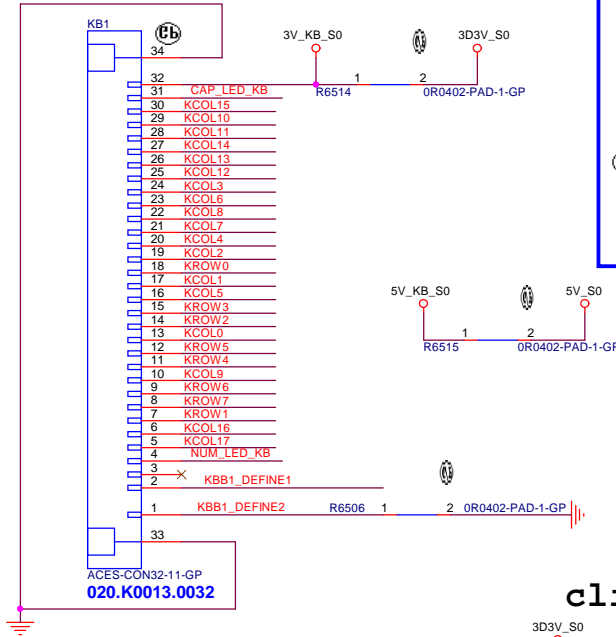 KB1
34
32
31 CAP_LED_KB
30 KCOL15
29 KCOL10
28 KCOL11
27 KCOL14
26 KCOL13
25 KCOL12
24 KCOL3
23 KCOL6
22 KCOL8
21 KCOL7
20 KCOL4
19 KCOL2
18 KROW0
17 KCOL1
16 KCOL5
15 KROW3
14 KROW2
13 KCOL0
12 KROW5
11 KROW4
10 KCOL9
9 KROW6
8 KROW7
7 KROW1
6 KCOL16
5 KCOL17
4 NUM_LED_KB
3
2 KBB1_DEFINE1
1 KBB1_DEFINE2
33
ACES-CON32-11-GP
020.K0013.0032
3V_KB_S0 3D3V_S0
1 2
R6514 0R0402-PAD-1-GP
5V_KB_S0 5V_S0
1 2
R6515 0R0402-PAD-1-GP
R6506 1 2 0R0402-PAD-1-GP
3D3V_S0